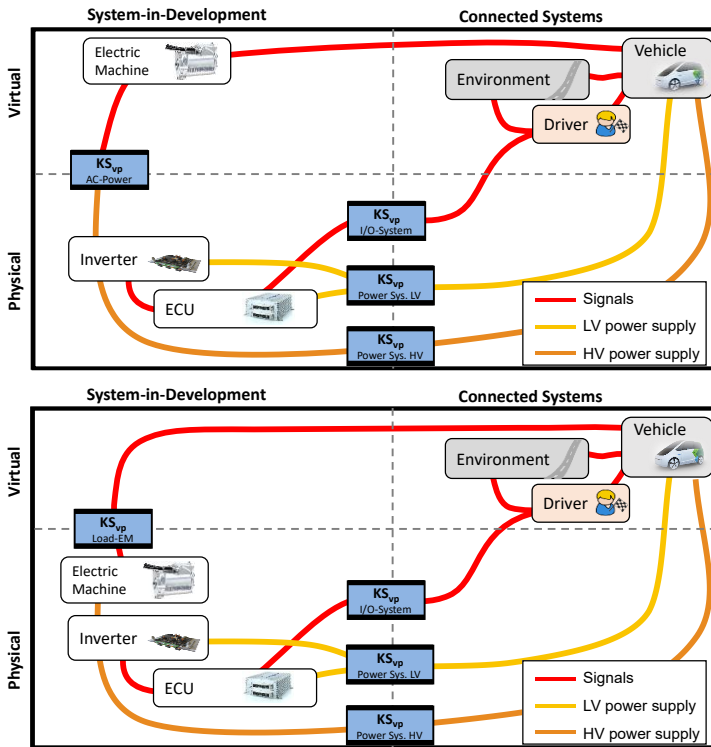 System-in-Development
Connected Systems
Virtual
Physical
Electric
Machine
Vehicle
Environment
Driver
KSvp
AC-Power
KSvp
I/O-System
Inverter
KSvp
Power Sys. LV
ECU
KSvp
Power Sys. HV
Signals
LV power supply
HV power supply
System-in-Development
Connected Systems
Virtual
Physical
Vehicle
Environment
Driver
KSvp
Load-EM
Electric
Machine
KSvp
I/O-System
Inverter
KSvp
Power Sys. LV
ECU
KSvp
Power Sys. HV
Signals
LV power supply
HV power supply